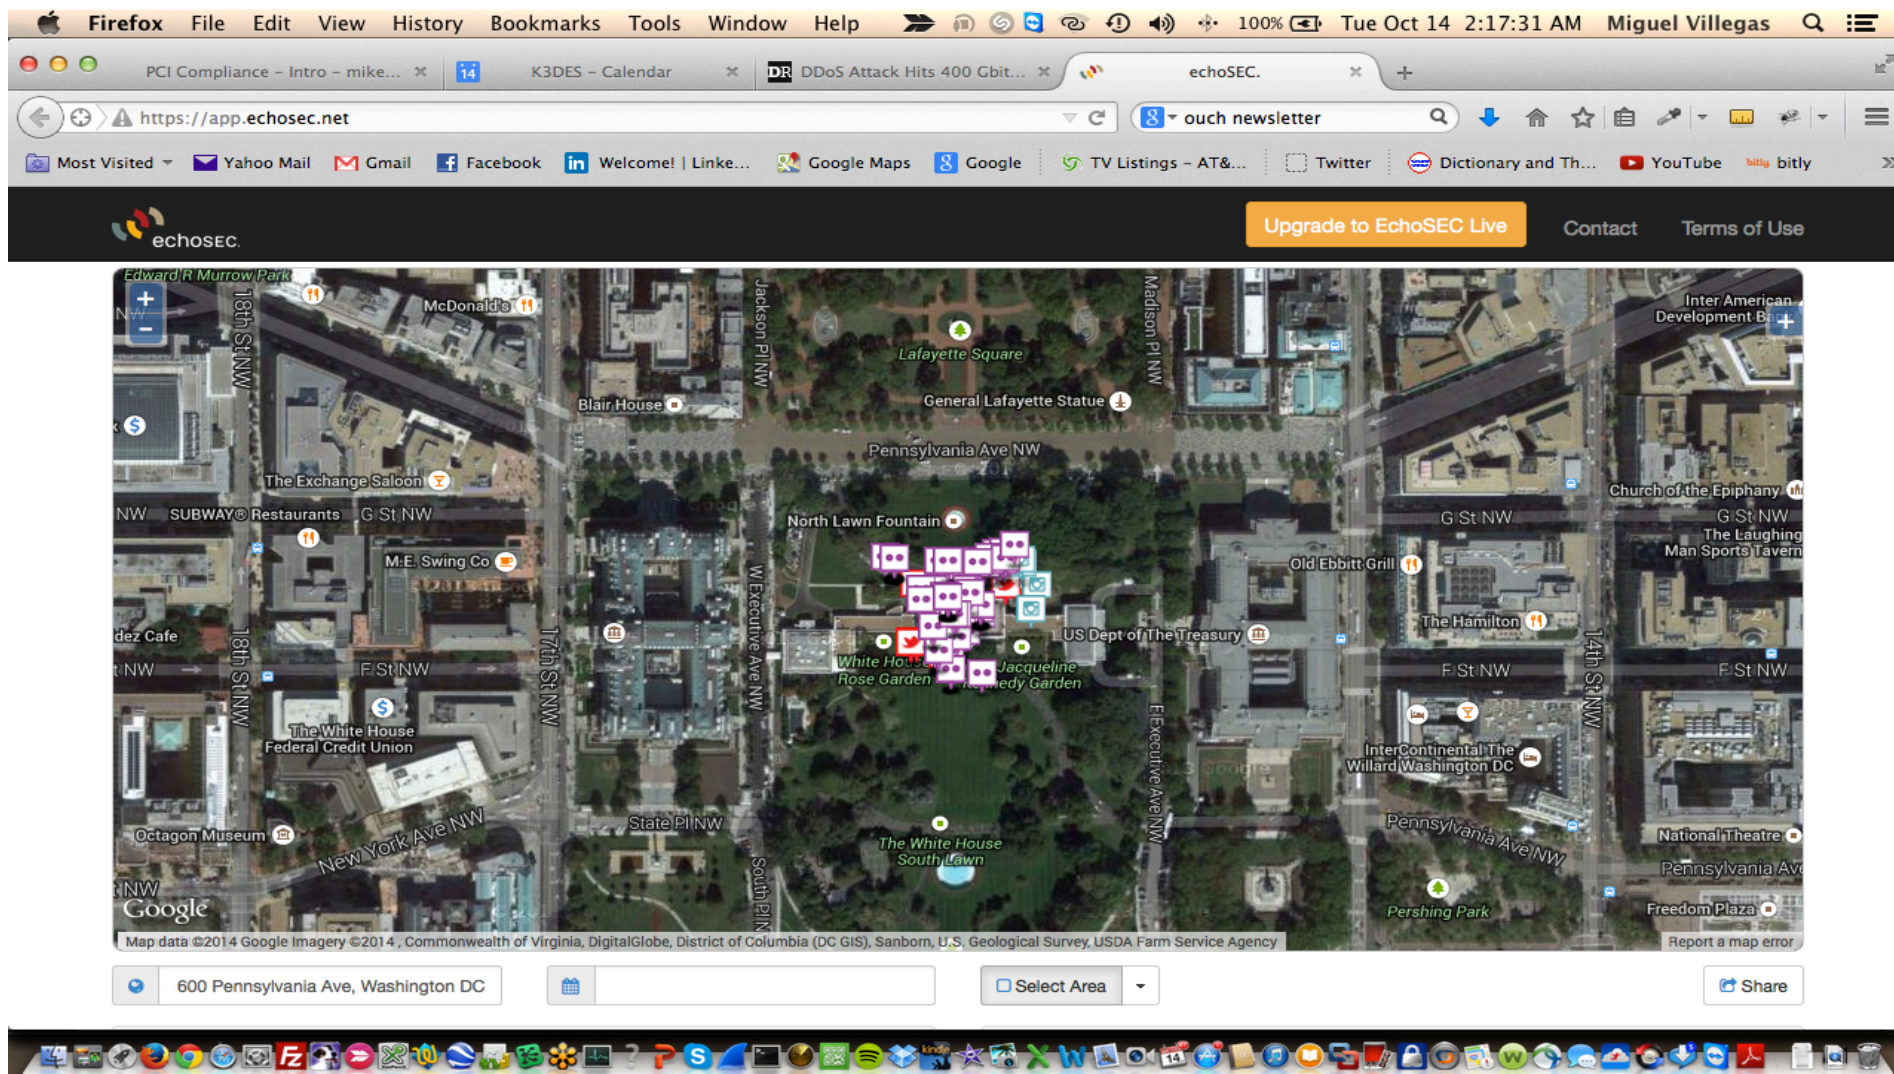 Firefox File Edit View History Bookmarks Tools Window Help 100% Tue Oct 14 2:17:31 AM Miguel Villegas
PCI Compliance – Intro – mike... 14 K3DES – Calendar DR DDoS Attack Hits 400 Gbit... echoSEC.
https://app.echosec.net ouch newsletter
Most Visited Yahoo Mail Gmail Facebook Welcome! | Linke... Google Maps Google TV Listings – AT&... Twitter Dictionary and Th... YouTube bitly bitly
echoSEC. Upgrade to EchoSEC Live Contact Terms of Use
Edward R Murrow Park
18th St NW
McDonald's
Jackson Pl NW
Lafayette Square
Madison Pl NW
Inter American
Development Ba
Blair House
General Lafayette Statue
Pennsylvania Ave NW
The Exchange Saloon
Church of the Epiphany
NW SUBWAY® Restaurants G St NW
North Lawn Fountain
G St NW
G St NW
The Laughing
Man Sports Tavern
M.E. Swing Co
Old Ebbitt Grill
W Executive Ave NW
dez Cafe
18th St NW
17th St NW
US Dept of The Treasury
The Hamilton
14th St NW
t NW F St NW
White House
Rose Garden
Jacqueline
nedy Garden
F St NW
F St NW
The White House
Federal Credit Union
E Executive Ave NW
InterContinental The
Willard Washington DC
Octagon Museum
New York Ave NW
State Pl NW
The White House
South Lawn
Pennsylvania Ave NW
National Theatre
South Pl N
Pennsylvania Ave
t NW
Google
Pershing Park
Freedom Plaza
Map data ©2014 Google Imagery ©2014 , Commonwealth of Virginia, DigitalGlobe, District of Columbia (DC GIS), Sanborn, U.S. Geological Survey, USDA Farm Service Agency
Report a map error
600 Pennsylvania Ave, Washington DC Select Area Share
kindle